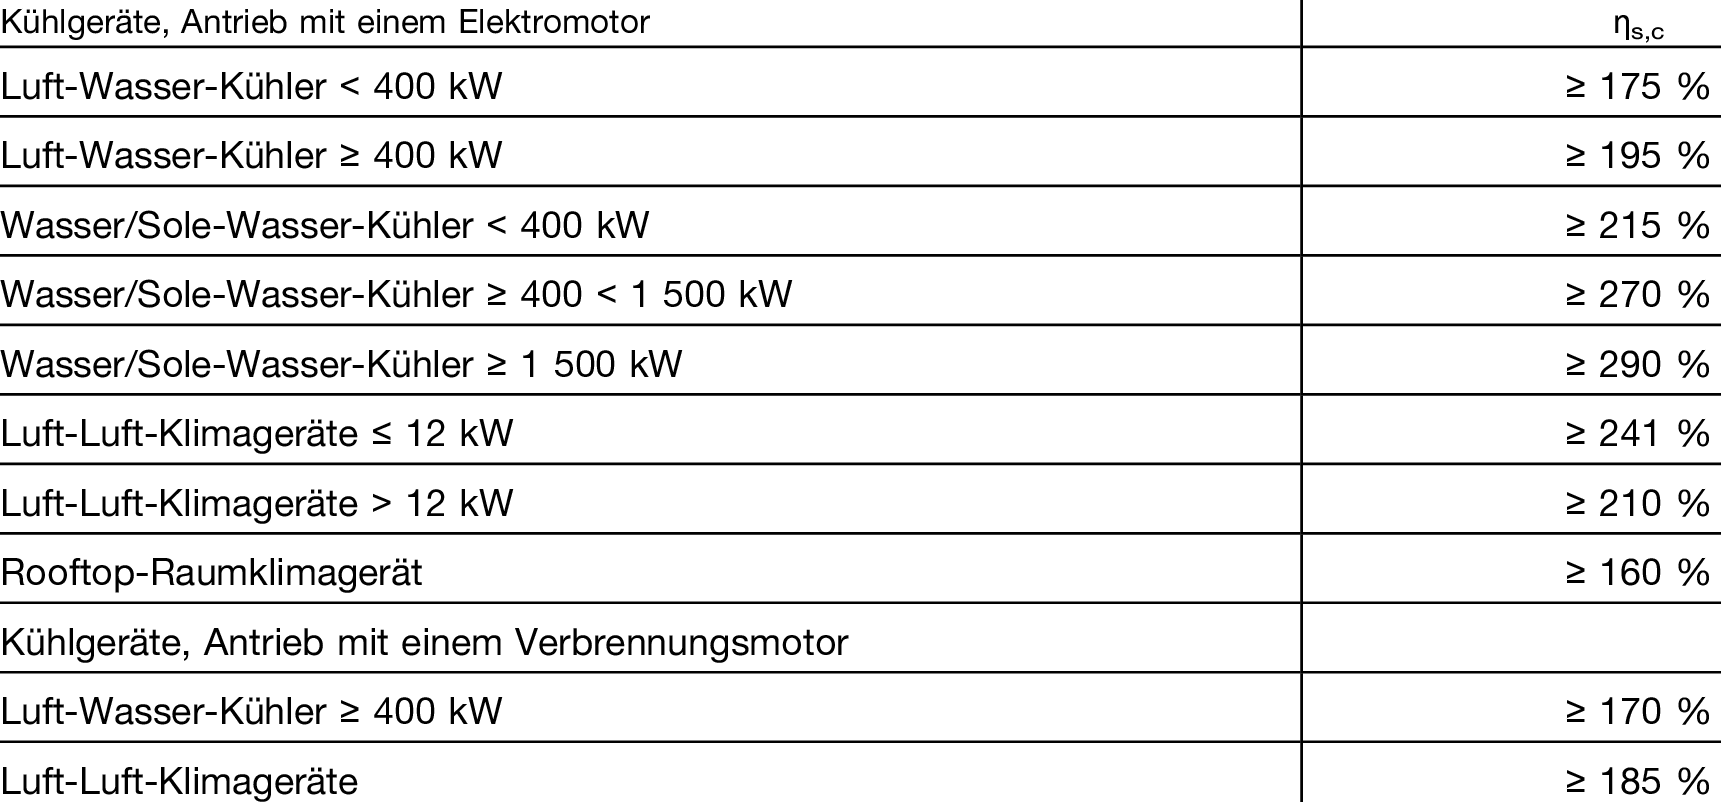 Kühlgeräte, Antrieb mit einem Elektromotor ηs,c
Luft-Wasser-Kühler < 400 kW ≥ 175 %
Luft-Wasser-Kühler ≥ 400 kW ≥ 195 %
Wasser/Sole-Wasser-Kühler < 400 kW ≥ 215 %
Wasser/Sole-Wasser-Kühler ≥ 400 < 1 500 kW ≥ 270 %
Wasser/Sole-Wasser-Kühler ≥ 1 500 kW ≥ 290 %
Luft-Luft-Klimageräte ≤ 12 kW ≥ 241 %
Luft-Luft-Klimageräte > 12 kW ≥ 210 %
Rooftop-Raumklimagerät ≥ 160 %
Kühlgeräte, Antrieb mit einem Verbrennungsmotor
Luft-Wasser-Kühler ≥ 400 kW ≥ 170 %
Luft-Luft-Klimageräte ≥ 185 %